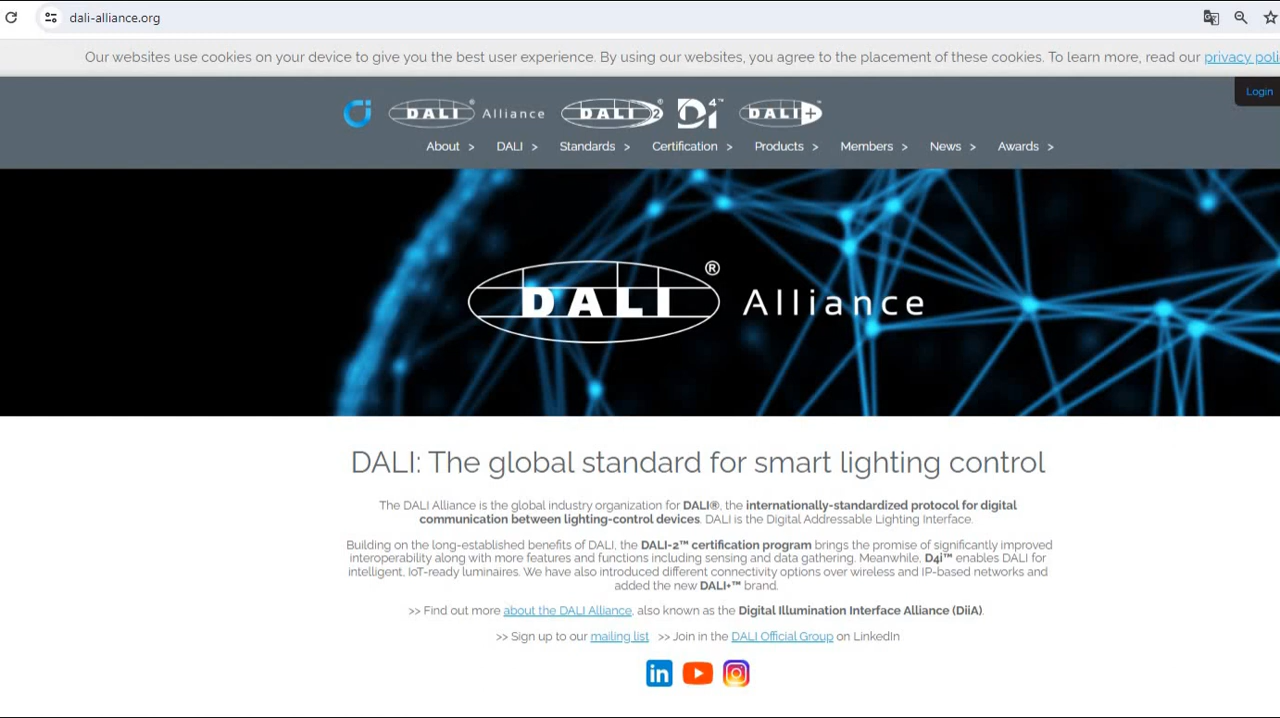 dali-alliance.org
Our websites use cookies on your device to give you the best user experience. By using our websites, you agree to the placement of these cookies. To learn more, read our privacy poli
Login
DALI® Alliance DALI2® D4i™ DALI+™
About > DALI > Standards > Certification > Products > Members > News > Awards >
DALI® Alliance
DALI: The global standard for smart lighting control
The DALI Alliance is the global industry organization for DALI®, the internationally-standardized protocol for digital
communication between lighting-control devices. DALI is the Digital Addressable Lighting Interface.
Building on the long-established benefits of DALI, the DALI-2™ certification program brings the promise of significantly improved
interoperability along with more features and functions including sensing and data gathering. Meanwhile, D4i™ enables DALI for
intelligent, IoT-ready luminaires. We have also introduced different connectivity options over wireless and IP-based networks and
added the new DALI+™ brand.
>> Find out more about the DALI Alliance, also known as the Digital Illumination Interface Alliance (DiiA).
>> Sign up to our mailing list >> Join in the DALI Official Group on LinkedIn
in